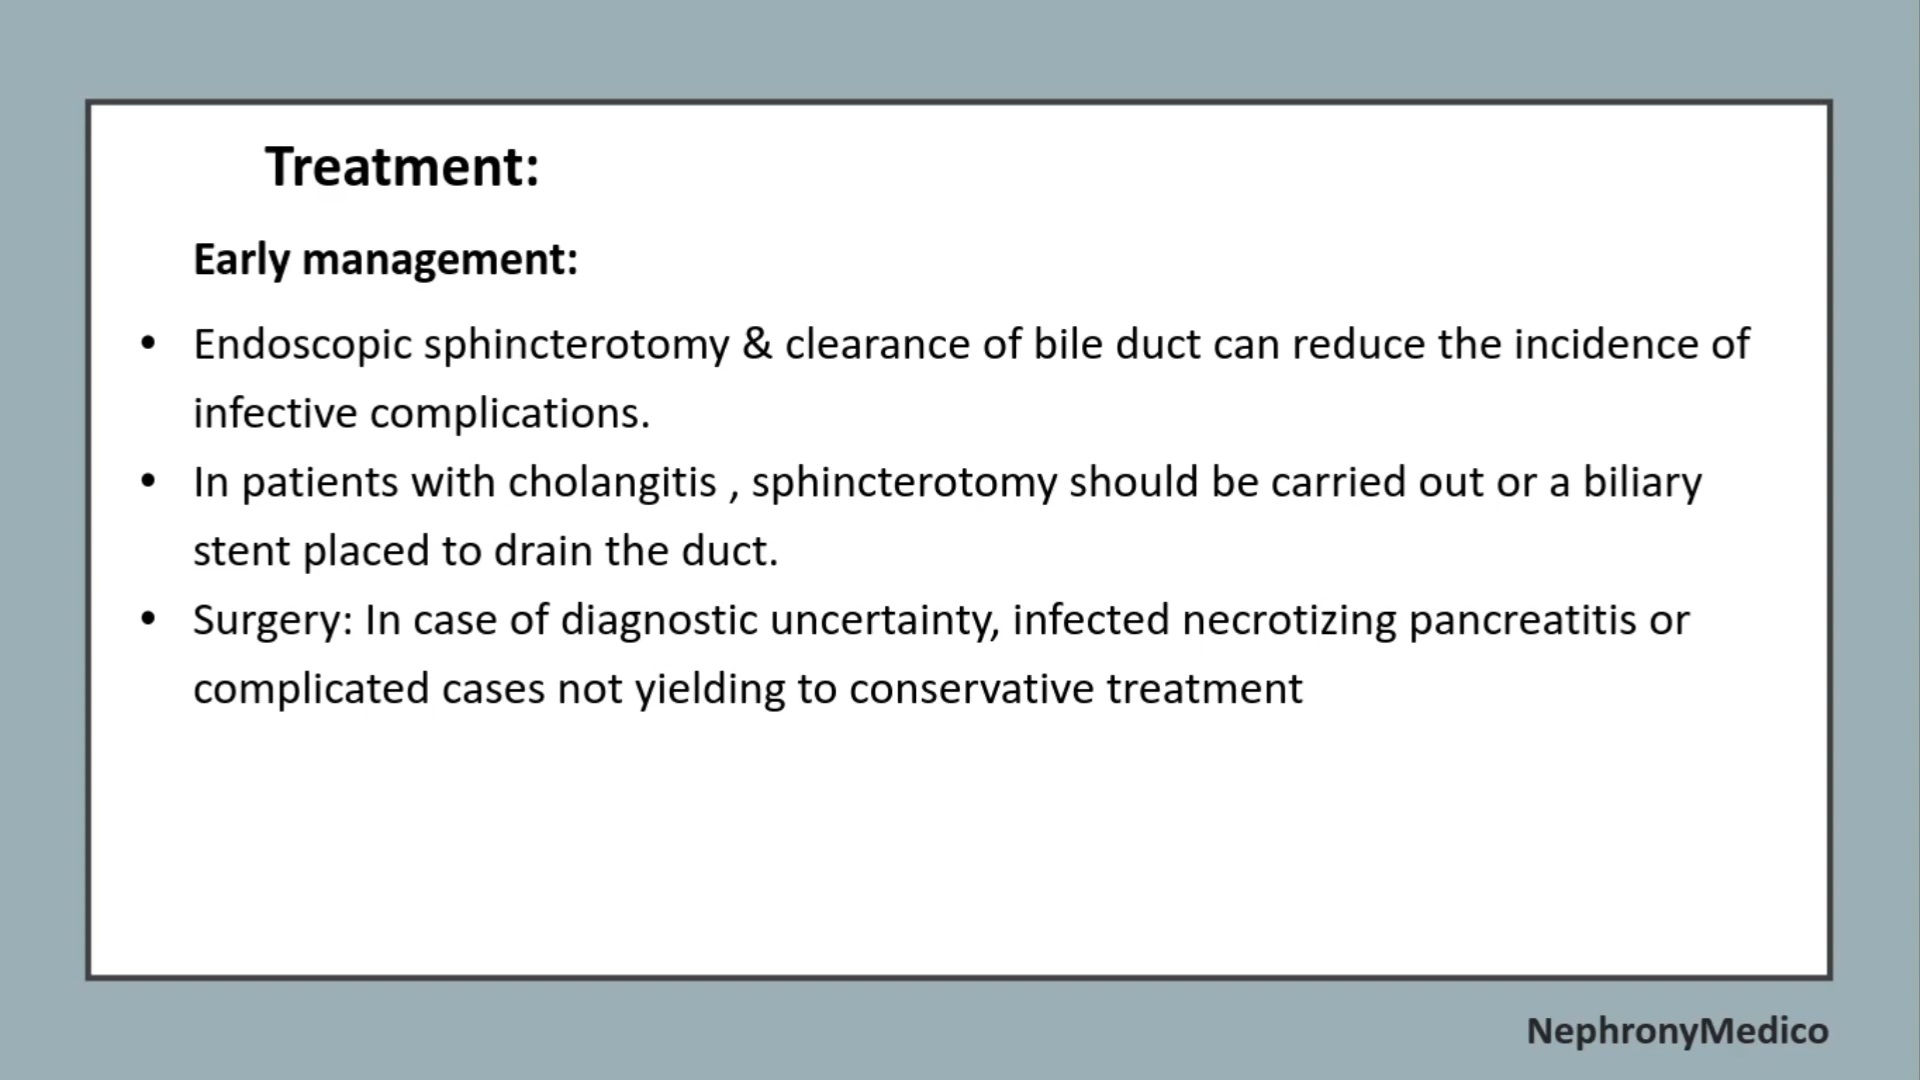 Treatment:
Early management:
• Endoscopic sphincterotomy & clearance of bile duct can reduce the incidence of
infective complications.
• In patients with cholangitis , sphincterotomy should be carried out or a biliary
stent placed to drain the duct.
• Surgery: In case of diagnostic uncertainty, infected necrotizing pancreatitis or
complicated cases not yielding to conservative treatment
NephronyMedico